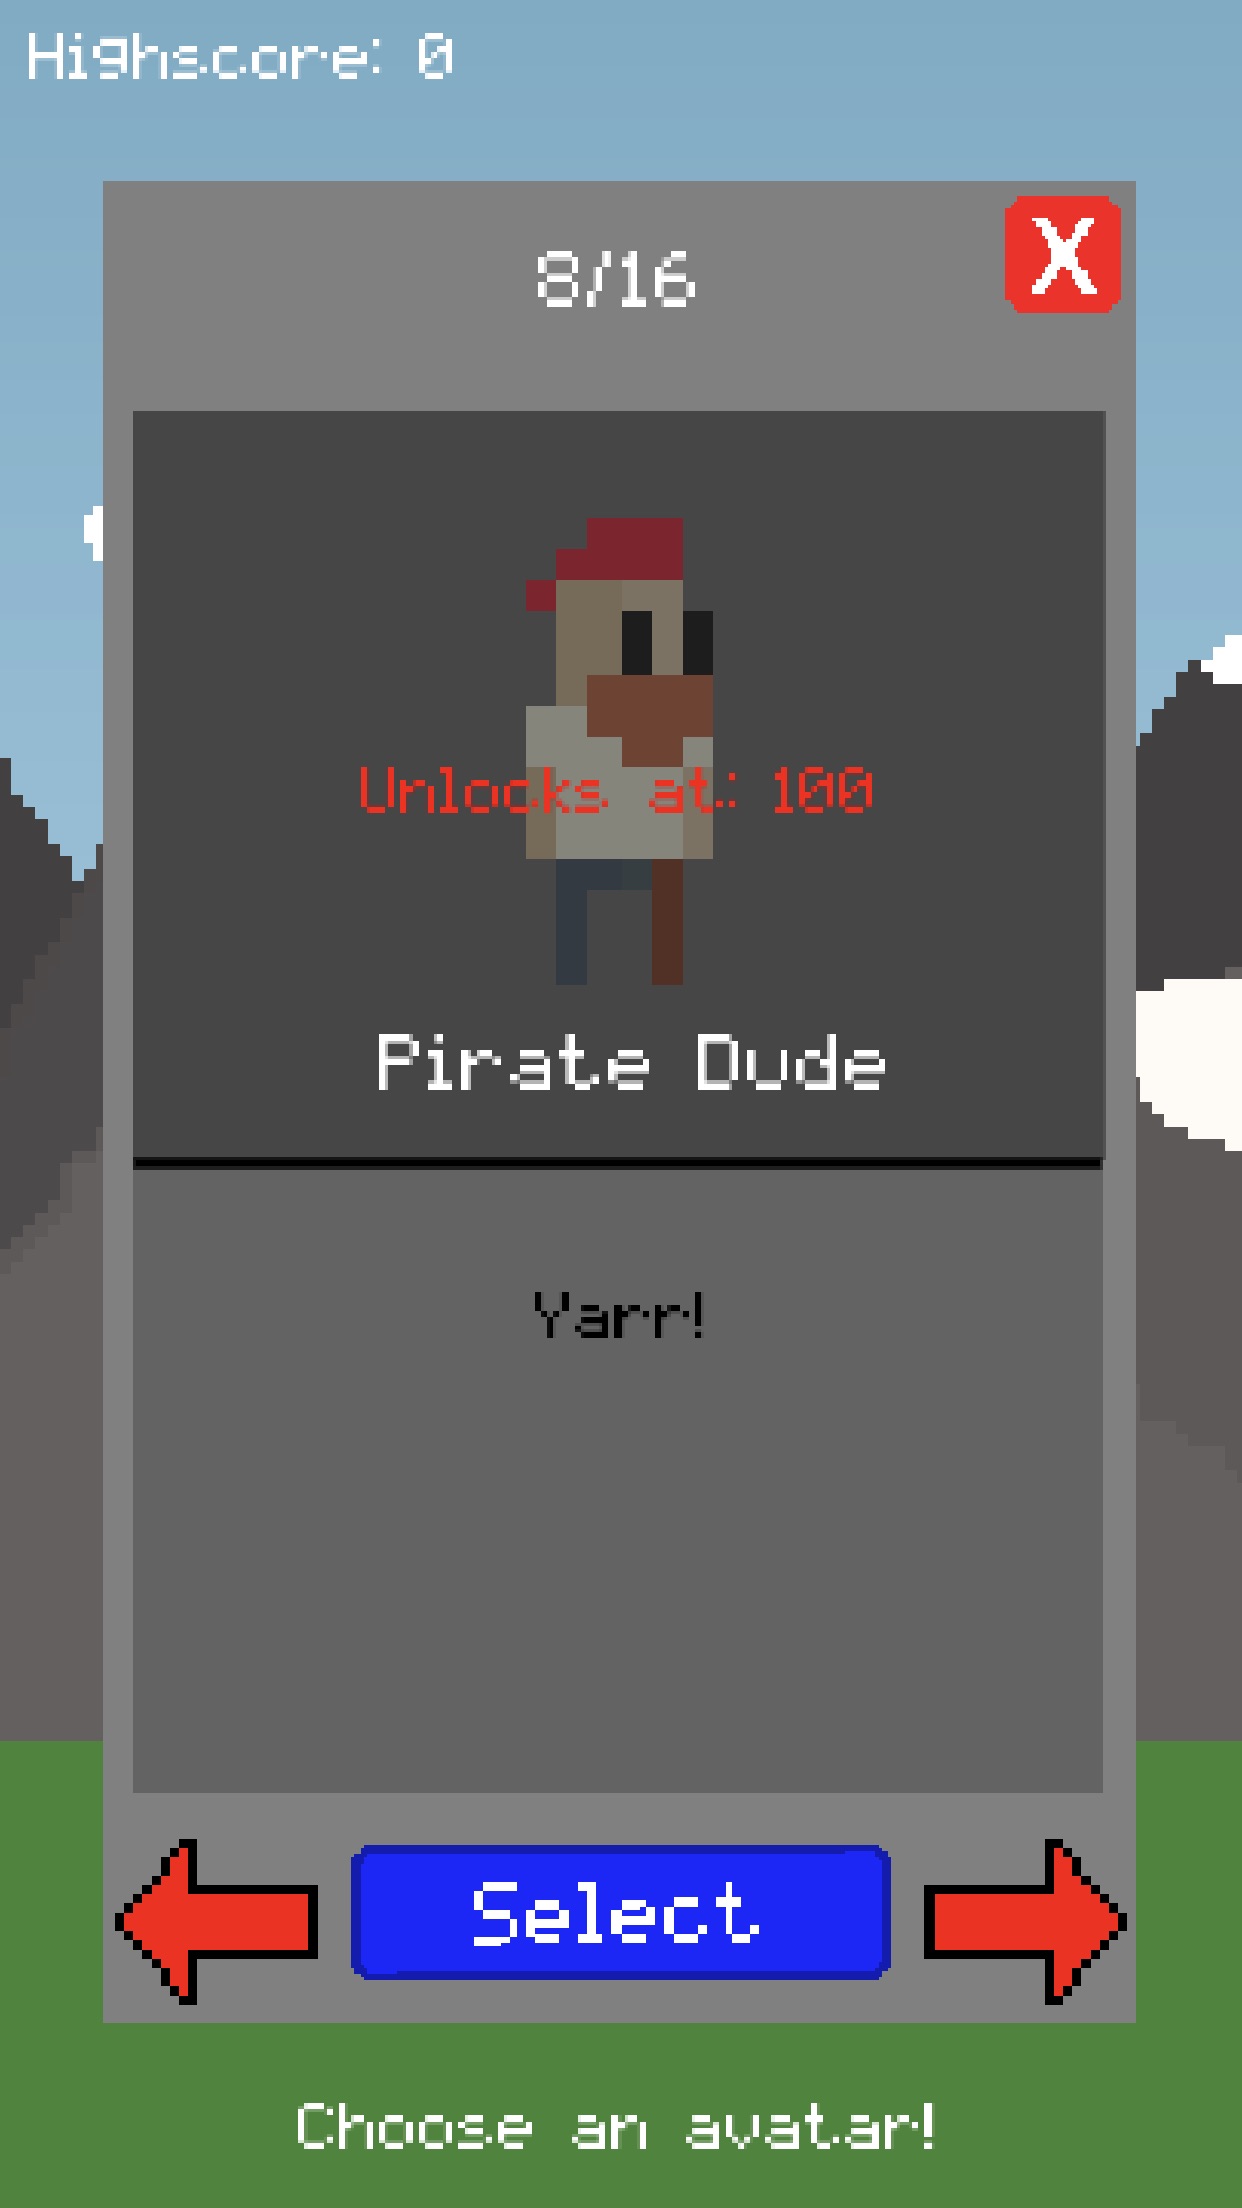 Highscore: 0
8/16
X
Unlocks at: 100
Pirate Dude
Yarr!
Select
Choose an avatar!